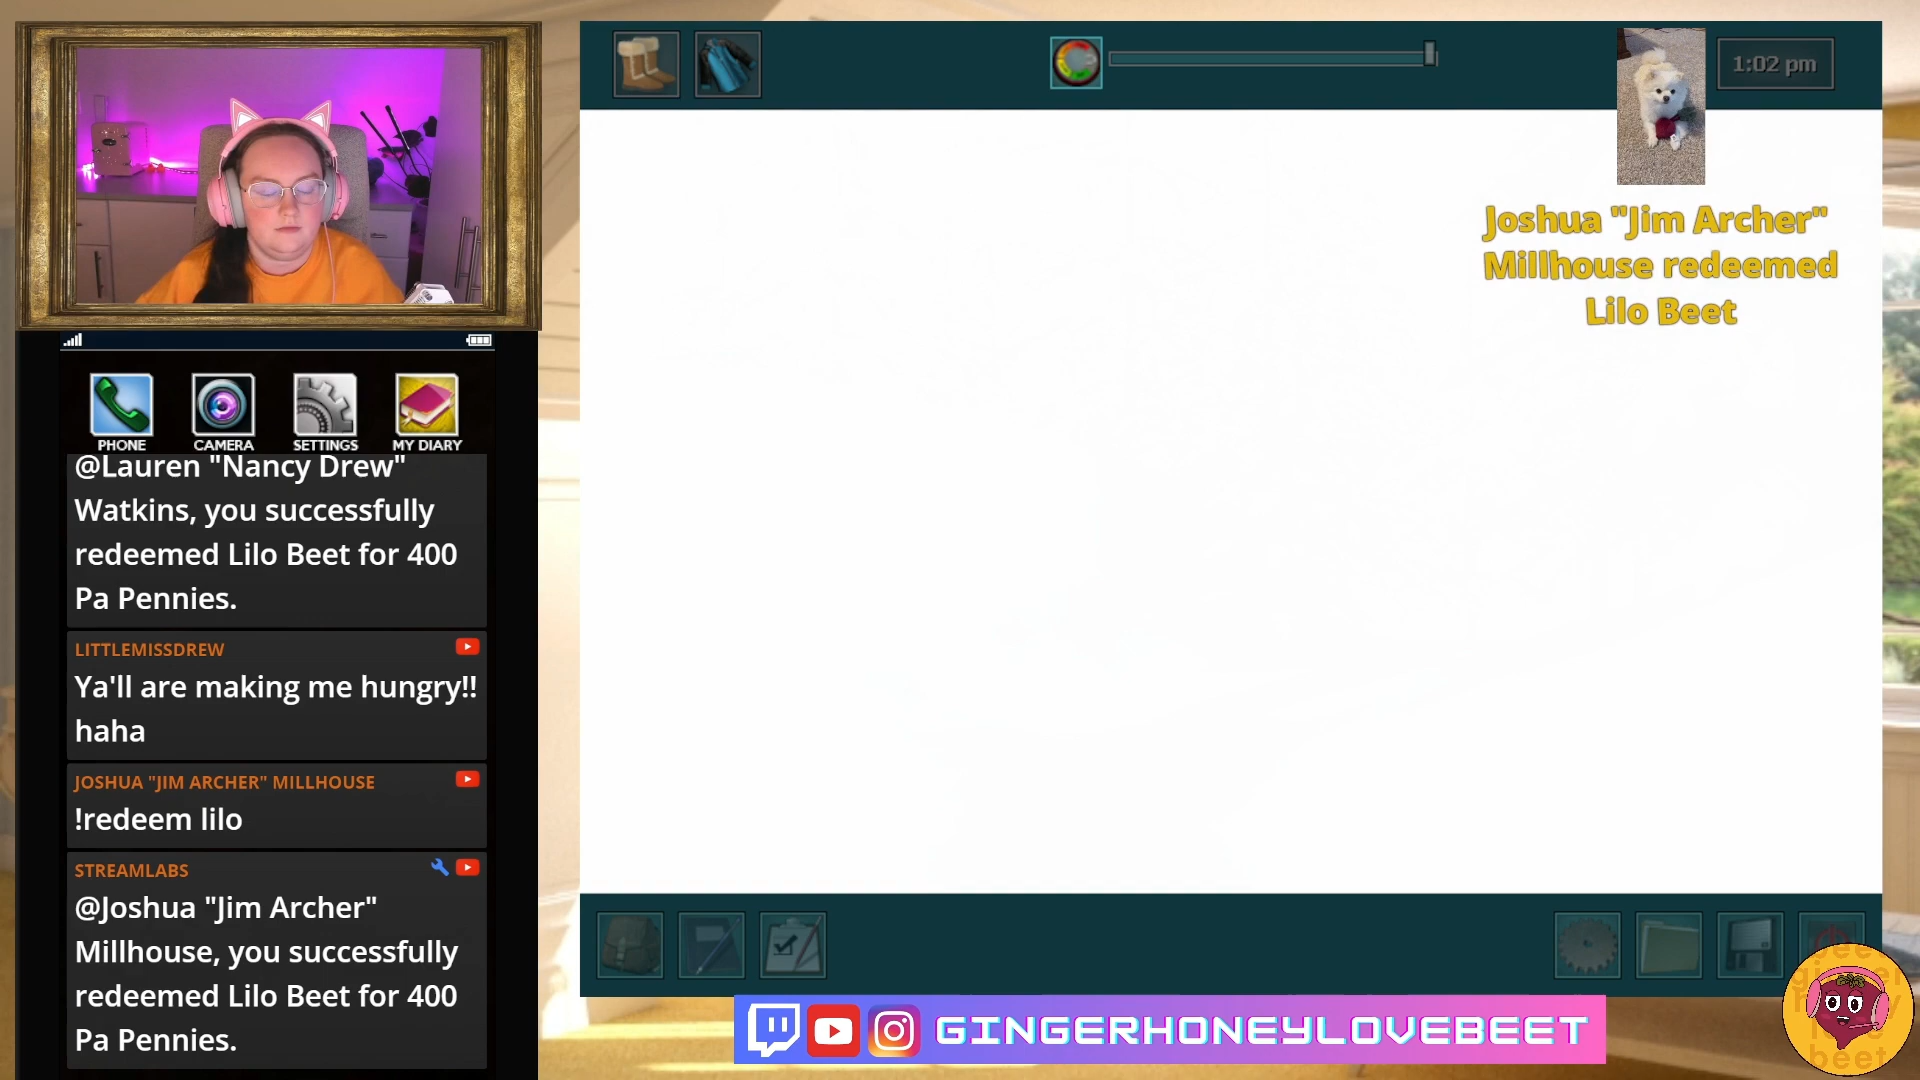 PHONE
CAMERA
SETTINGS
MY DIARY
@Lauren "Nancy Drew"
Watkins, you successfully
redeemed Lilo Beet for 400
Pa Pennies.
LITTLEMISSDREW
Ya'll are making me hungry!!
haha
JOSHUA "JIM ARCHER" MILLHOUSE
!redeem lilo
STREAMLABS
@Joshua "Jim Archer"
Millhouse, you successfully
redeemed Lilo Beet for 400
Pa Pennies.
1:02 pm
Joshua "Jim Archer"
Millhouse redeemed
Lilo Beet
GINGERHONEYLOVEBEET
beet